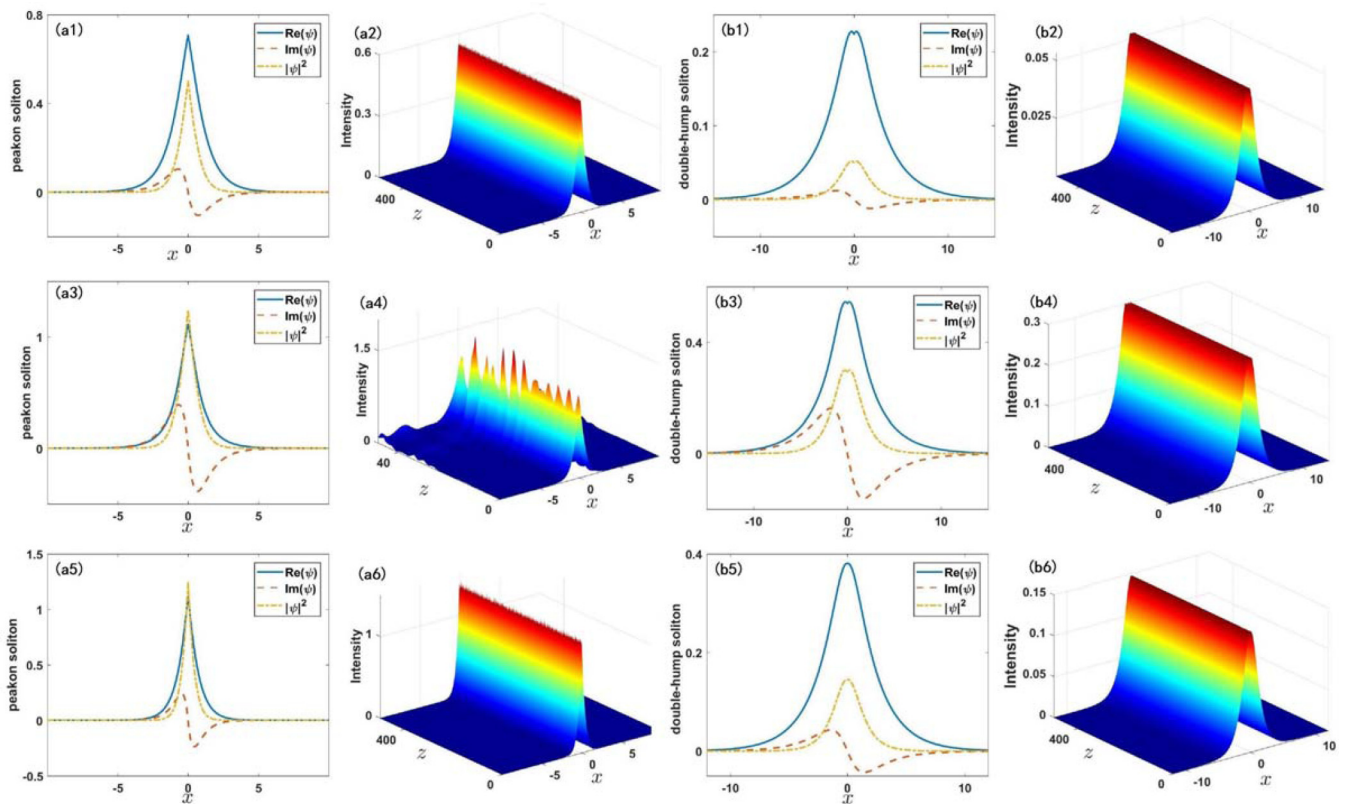 (a1)
peakon soliton
0.8
0.4
0
Re(ψ)
Im(ψ)
|ψ|²
-5 0 5
x
(a2)
Intensity
0.6
0.3
0
400
z
0
-5 0 5
x
(b1)
double-hump soliton
0.2
0.1
0
Re(ψ)
Im(ψ)
|ψ|²
-10 0 10
x
(b2)
Intensity
0.05
0.025
400
z
0
-10 0 10
x
(a3)
peakon soliton
1
0
Re(ψ)
Im(ψ)
|ψ|²
-5 0 5
x
(a4)
Intensity
1.5
0
40
z
0
-5 0 5
x
(b3)
double-hump soliton
0.4
0
Re(ψ)
Im(ψ)
|ψ|²
-10 0 10
x
(b4)
Intensity
0.3
0.2
0.1
0
400
z
0
-10 0 10
x
(a5)
peakon soliton
1.5
1
0.5
0
-0.5
Re(ψ)
Im(ψ)
|ψ|²
-5 0 5
x
(a6)
Intensity
1
0
400
z
0
-5 0 5
x
(b5)
double-hump soliton
0.4
0.2
0
Re(ψ)
Im(ψ)
|ψ|²
-10 0 10
x
(b6)
Intensity
0.15
0.1
0.05
0
400
z
0
-10 0 10
x